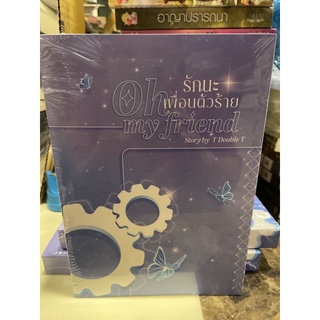 อาญาปรารถนา
Oh
รักนะ
เพื่อนตัวร้าย
my friend
Story by T Double T